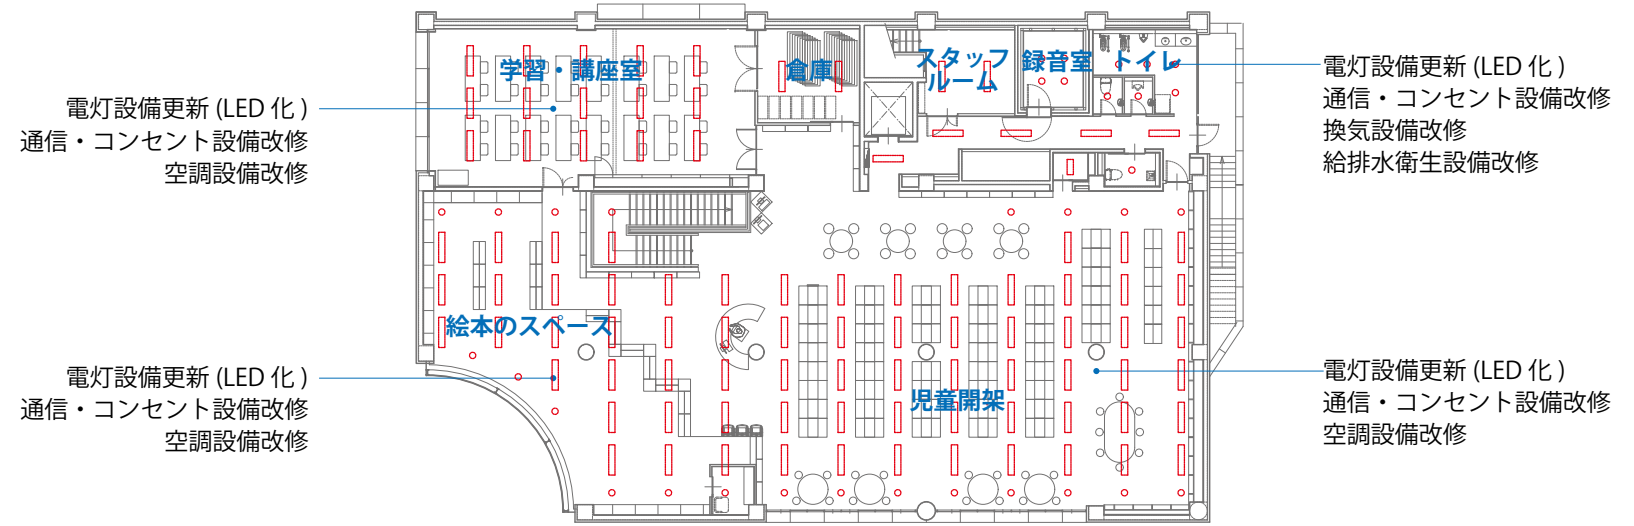 学習・講座室
倉庫
スタッフ
ルーム
録音室
トイレ
電灯設備更新 (LED 化 )
通信・コンセント設備改修
空調設備改修
電灯設備更新 (LED 化 )
通信・コンセント設備改修
換気設備改修
給排水衛生設備改修
絵本のスペース
児童開架
電灯設備更新 (LED 化 )
通信・コンセント設備改修
空調設備改修
電灯設備更新 (LED 化 )
通信・コンセント設備改修
空調設備改修